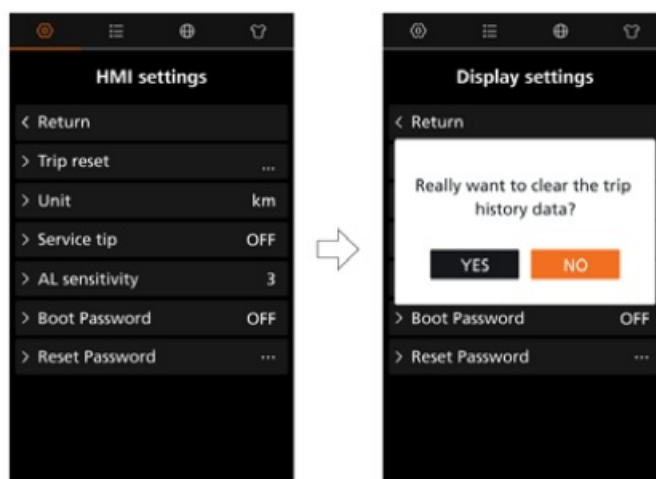 HMI settings
< Return
> Trip reset ...
> Unit km
> Service tip OFF
> AL sensitivity 3
> Boot Password OFF
> Reset Password ...
Display settings
< Return
Really want to clear the trip
history data?
YES NO
> Boot Password OFF
> Reset Password ...